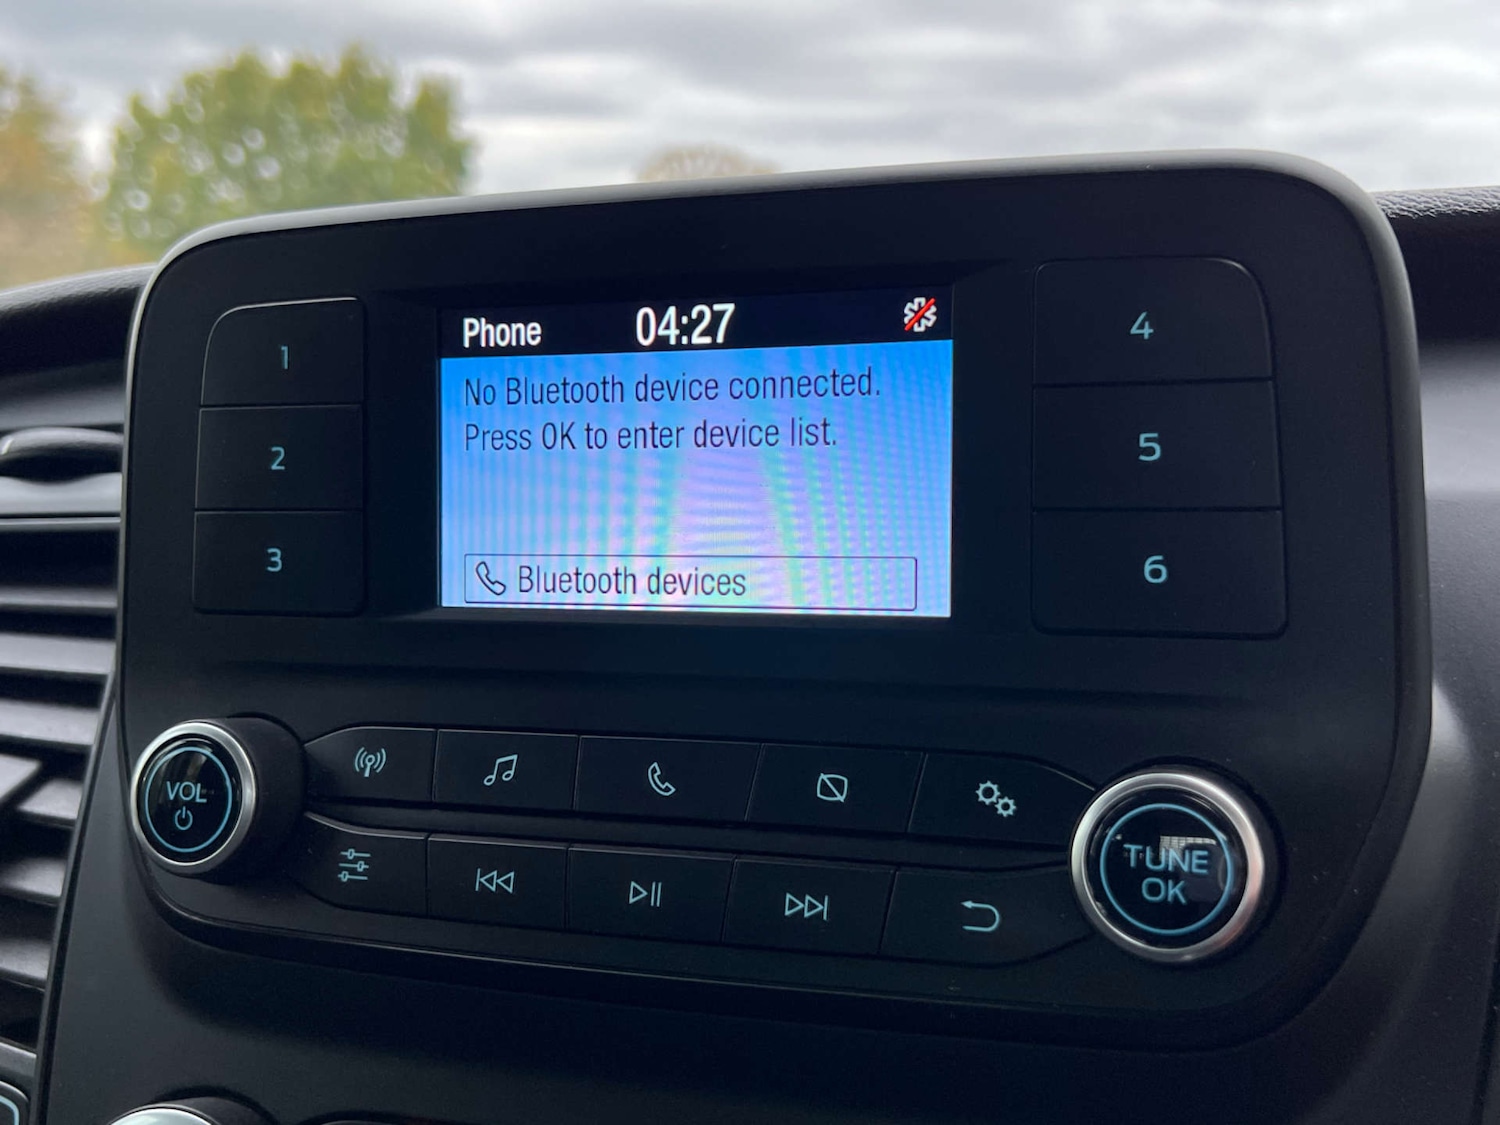 Phone 04:27
No Bluetooth device connected.
Press OK to enter device list.
Bluetooth devices
1
2
3
4
5
6
VOL
TUNE
OK